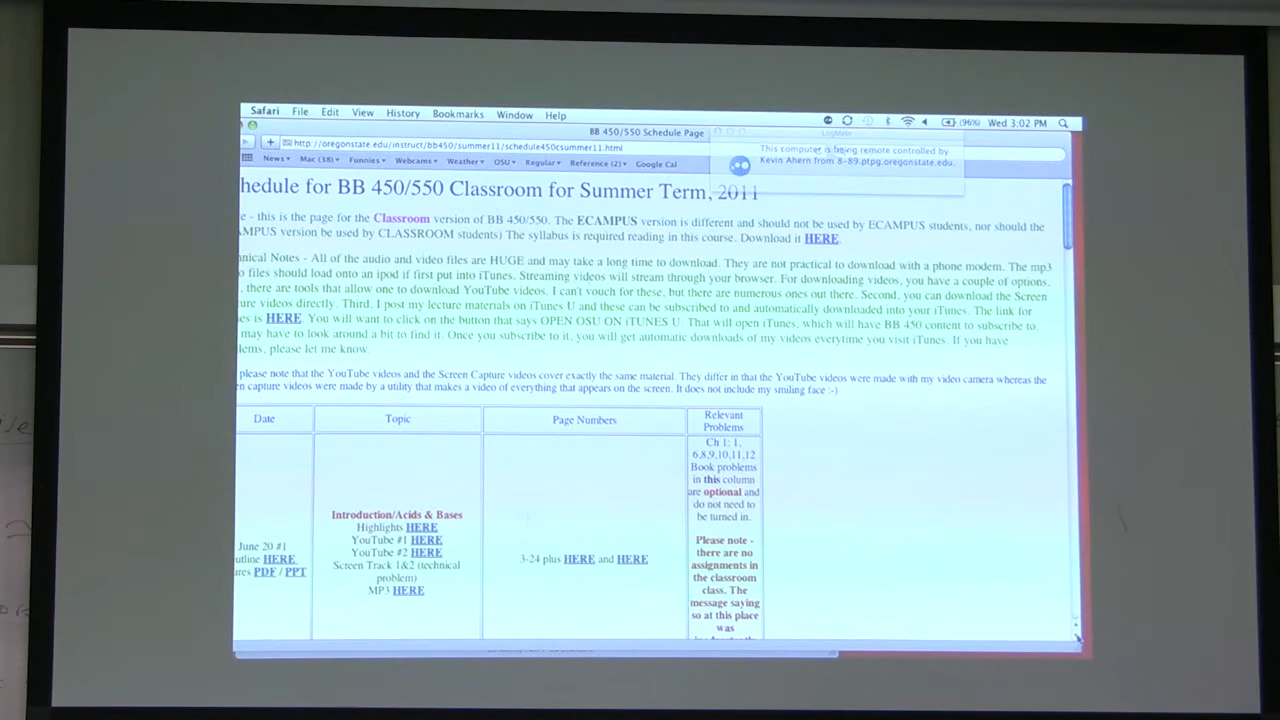 Safari File Edit View History Bookmarks Window Help
(96%) Wed 3:02 PM
BB 450/550 Schedule Page
LogMeIn
http://oregonstate.edu/instruct/bb450/summer11/schedule450csummer11.html
This computer is being remote controlled by
Kevin Ahern from 8-89.ptpg.oregonstate.edu.
News Mac (38) Funnies Webcams Weather OSU Regular Reference (2) Google Cal
hedule for BB 450/550 Classroom for Summer Term, 2011
e - this is the page for the Classroom version of BB 450/550. The ECAMPUS version is different and should not be used by ECAMPUS students, nor should the
AMPUS version be used by CLASSROOM students) The syllabus is required reading in this course. Download it HERE.
hnical Notes - All of the audio and video files are HUGE and may take a long time to download. They are not practical to download with a phone modem. The mp3
o files should load onto an ipod if first put into iTunes. Streaming videos will stream through your browser. For downloading videos, you have a couple of options.
, there are tools that allow one to download YouTube videos. I can't vouch for these, but there are numerous ones out there. Second, you can download the Screen
ure videos directly. Third, I post my lecture materials on iTunes U and these can be subscribed to and automatically downloaded into your iTunes. The link for
es is HERE. You will want to click on the button that says OPEN OSU ON iTUNES U. That will open iTunes, which will have BB 450 content to subscribe to.
may have to look around a bit to find it. Once you subscribe to it, you will get automatic downloads of my videos everytime you visit iTunes. If you have
lems, please let me know.
please note that the YouTube videos and the Screen Capture videos cover exactly the same material. They differ in that the YouTube videos were made with my video camera whereas the
en capture videos were made by a utility that makes a video of everything that appears on the screen. It does not include my smiling face :-)
Date
Topic
Page Numbers
Relevant
Problems
June 20 #1
utline HERE
ures PDF / PPT
Introduction/Acids & Bases
Highlights HERE
YouTube #1 HERE
YouTube #2 HERE
Screen Track 1&2 (technical
problem)
MP3 HERE
3-24 plus HERE and HERE
Ch 1: 1,
6,8,9,10,11,12
Book problems
in this column
are optional and
do not need to
be turned in.
Please note -
there are no
assignments in
the classroom
class. The
message saying
so at this place
was